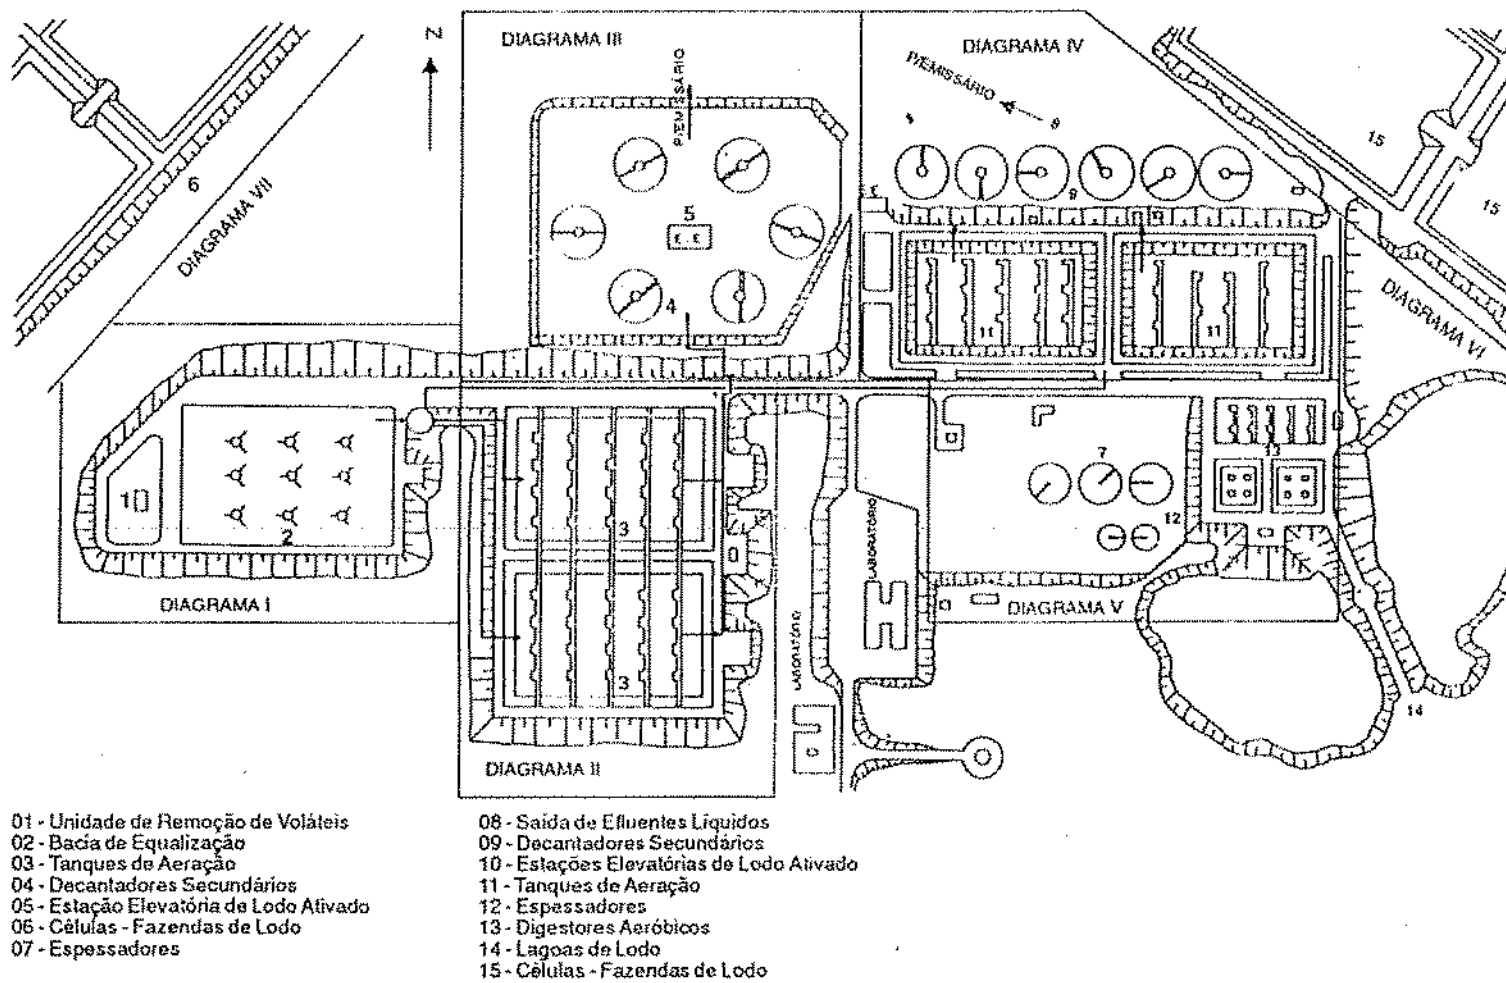 DIAGRAMA III
DIAGRAMA IV
N
P/EMISSÁRIO
P/EMISSÁRIO
8
15
15
6
DIAGRAMA VII
5
E.E
4
9
11
11
DIAGRAMA VI
1
2
3
3
7
12
13
14
LABORATÓRIO
LABORATÓRIO
DIAGRAMA I
DIAGRAMA II
DIAGRAMA V
01 - Unidade de Remoção de Voláteis
02 - Bacia de Equalização
03 - Tanques de Aeração
04 - Decantadores Secundários
05 - Estação Elevatória de Lodo Ativado
06 - Células - Fazendas de Lodo
07 - Espessadores
08 - Saída de Efluentes Líquidos
09 - Decantadores Secundários
10 - Estações Elevatórias de Lodo Ativado
11 - Tanques de Aeração
12 - Espessadores
13 - Digestores Aeróbicos
14 - Lagoas de Lodo
15 - Células - Fazendas de Lodo